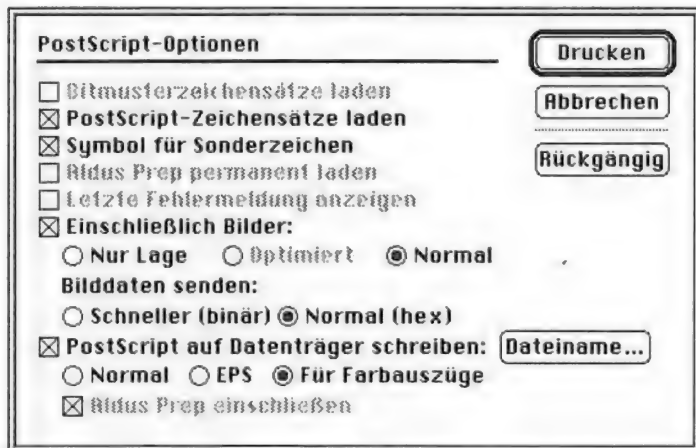 PostScript-Optionen
Drucken
Bitmusterzeichensätze laden
Abbrechen
PostScript-Zeichensätze laden
Symbol für Sonderzeichen
Rückgängig
Aldus Prep permanent laden
Letzte Fehlermeldung anzeigen
Einschließlich Bilder:
Nur Lage Optimiert Normal
Bilddaten senden:
Schneller (binär) Normal (hex)
PostScript auf Datenträger schreiben: Dateiname...
Normal EPS Für Farbauszüge
Aldus Prep einschließen